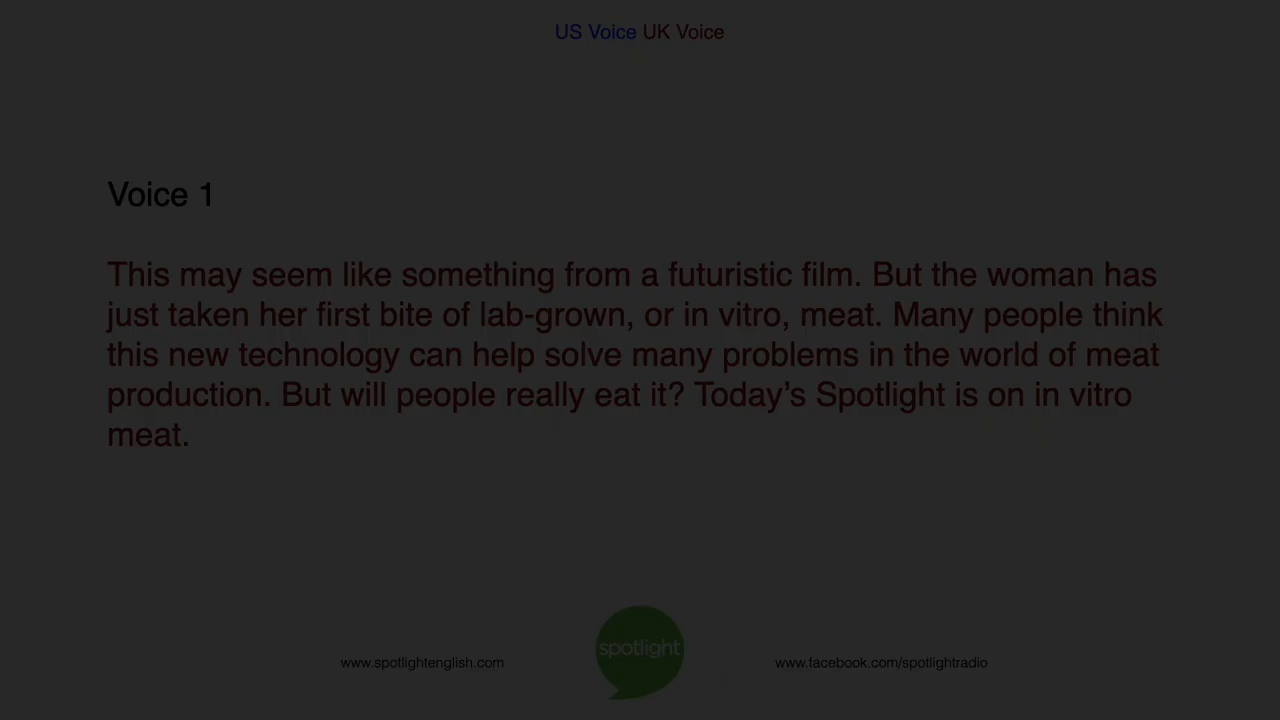 US Voice UK Voice
Voice 1
This may seem like something from a futuristic film. But the woman has
just taken her first bite of lab-grown, or in vitro, meat. Many people think
this new technology can help solve many problems in the world of meat
production. But will people really eat it? Today’s Spotlight is on in vitro
meat.
spotlight
www.spotlightenglish.com
www.facebook.com/spotlightradio